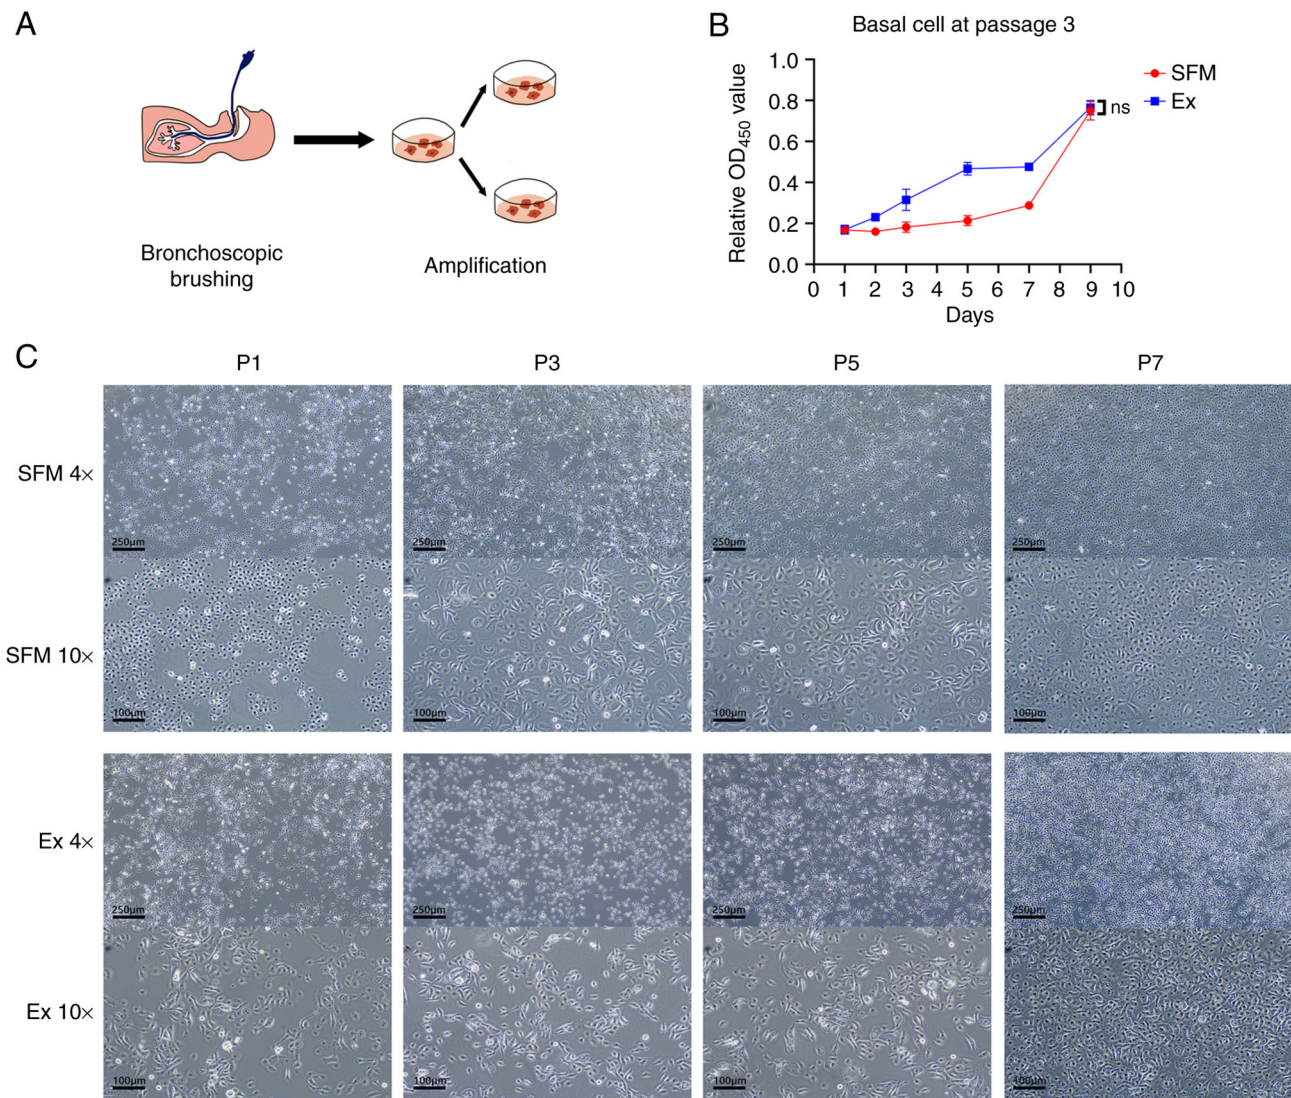 A
Bronchoscopic
brushing
Amplification
B
Basal cell at passage 3
Relative OD450 value
1.0
0.8
0.6
0.4
0.2
0.0
0 1 2 3 4 5 6 7 8 9 10
Days
SFM
Ex
ns
C
P1 P3 P5 P7
SFM 4×
250μm 250μm 250μm 250μm
SFM 10×
100μm 100μm 100μm 100μm
Ex 4×
250μm 250μm 250μm 250μm
Ex 10×
100μm 100μm 100μm 100μm